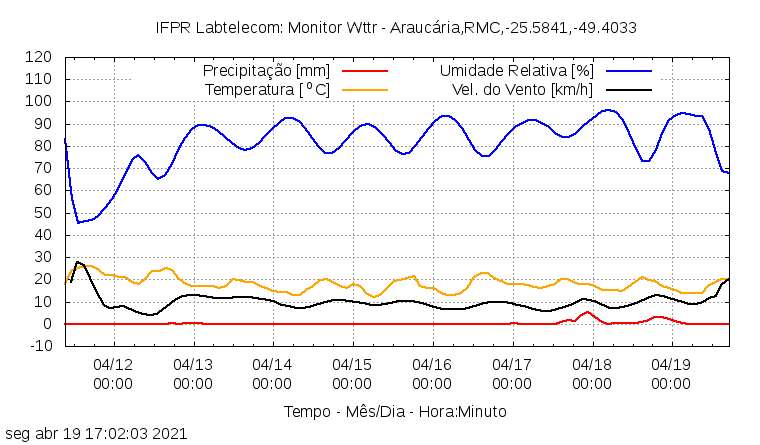 IFPR Labtelecom: Monitor Wttr - Araucária,RMC,-25.5841,-49.4033
120
110
100
90
80
70
60
50
40
30
20
10
0
-10
Precipitação [mm]
Temperatura [ ⁰C]
Umidade Relativa [%]
Vel. do Vento [km/h]
04/12 04/13 04/14 04/15 04/16 04/17 04/18 04/19
00:00 00:00 00:00 00:00 00:00 00:00 00:00 00:00
Tempo - Mês/Dia - Hora:Minuto
seg abr 19 17:02:03 2021